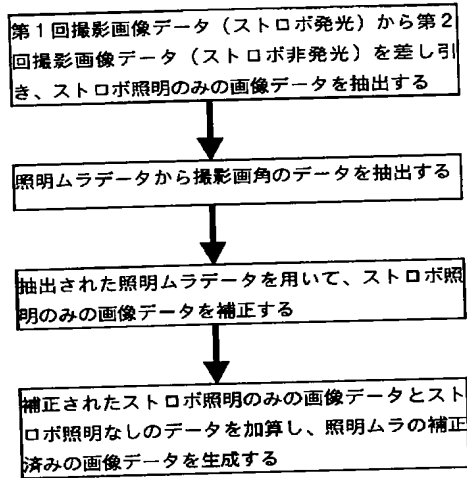 第1回撮影画像データ（ストロボ発光）から第2
回撮影画像データ（ストロボ非発光）を差し引
き、ストロボ照明のみの画像データを抽出する
照明ムラデータから撮影画角のデータを抽出する
抽出された照明ムラデータを用いて、ストロボ照
明のみの画像データを補正する
補正されたストロボ照明のみの画像データとスト
ロボ照明なしのデータを加算し、照明ムラの補正
済みの画像データを生成する